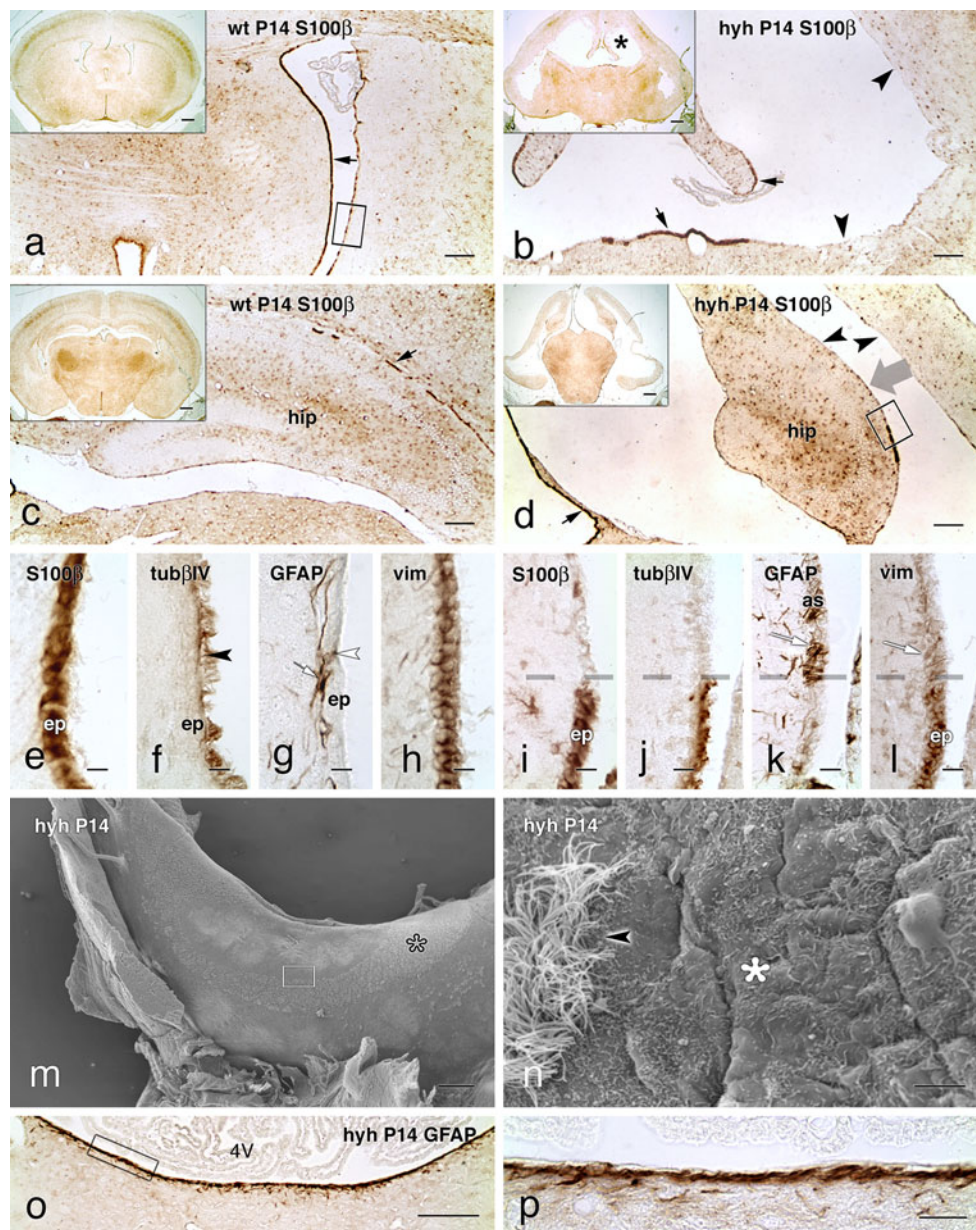 wt P14 S100β
a
hyh P14 S100β
*
b
wt P14 S100β
hip
c
hyh P14 S100β
hip
d
S100β
ep
e
tubβIV
ep
f
GFAP
ep
g
vim
h
S100β
ep
i
tubβIV
j
GFAP
as
k
vim
ep
l
hyh P14
*
m
hyh P14
*
n
4V
hyh P14 GFAP
o
p